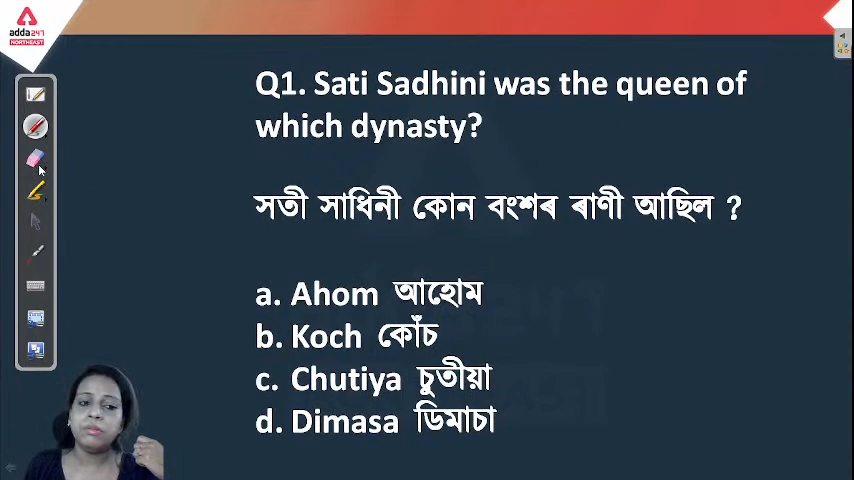 adda247
NORTHEAST
Q1. Sati Sadhini was the queen of
which dynasty?
সতী সাধিনী কোন বংশৰ ৰাণী আছিল ?
a. Ahom আহোম
b. Koch কোঁচ
c. Chutiya চুতীয়া
d. Dimasa ডিমাচা